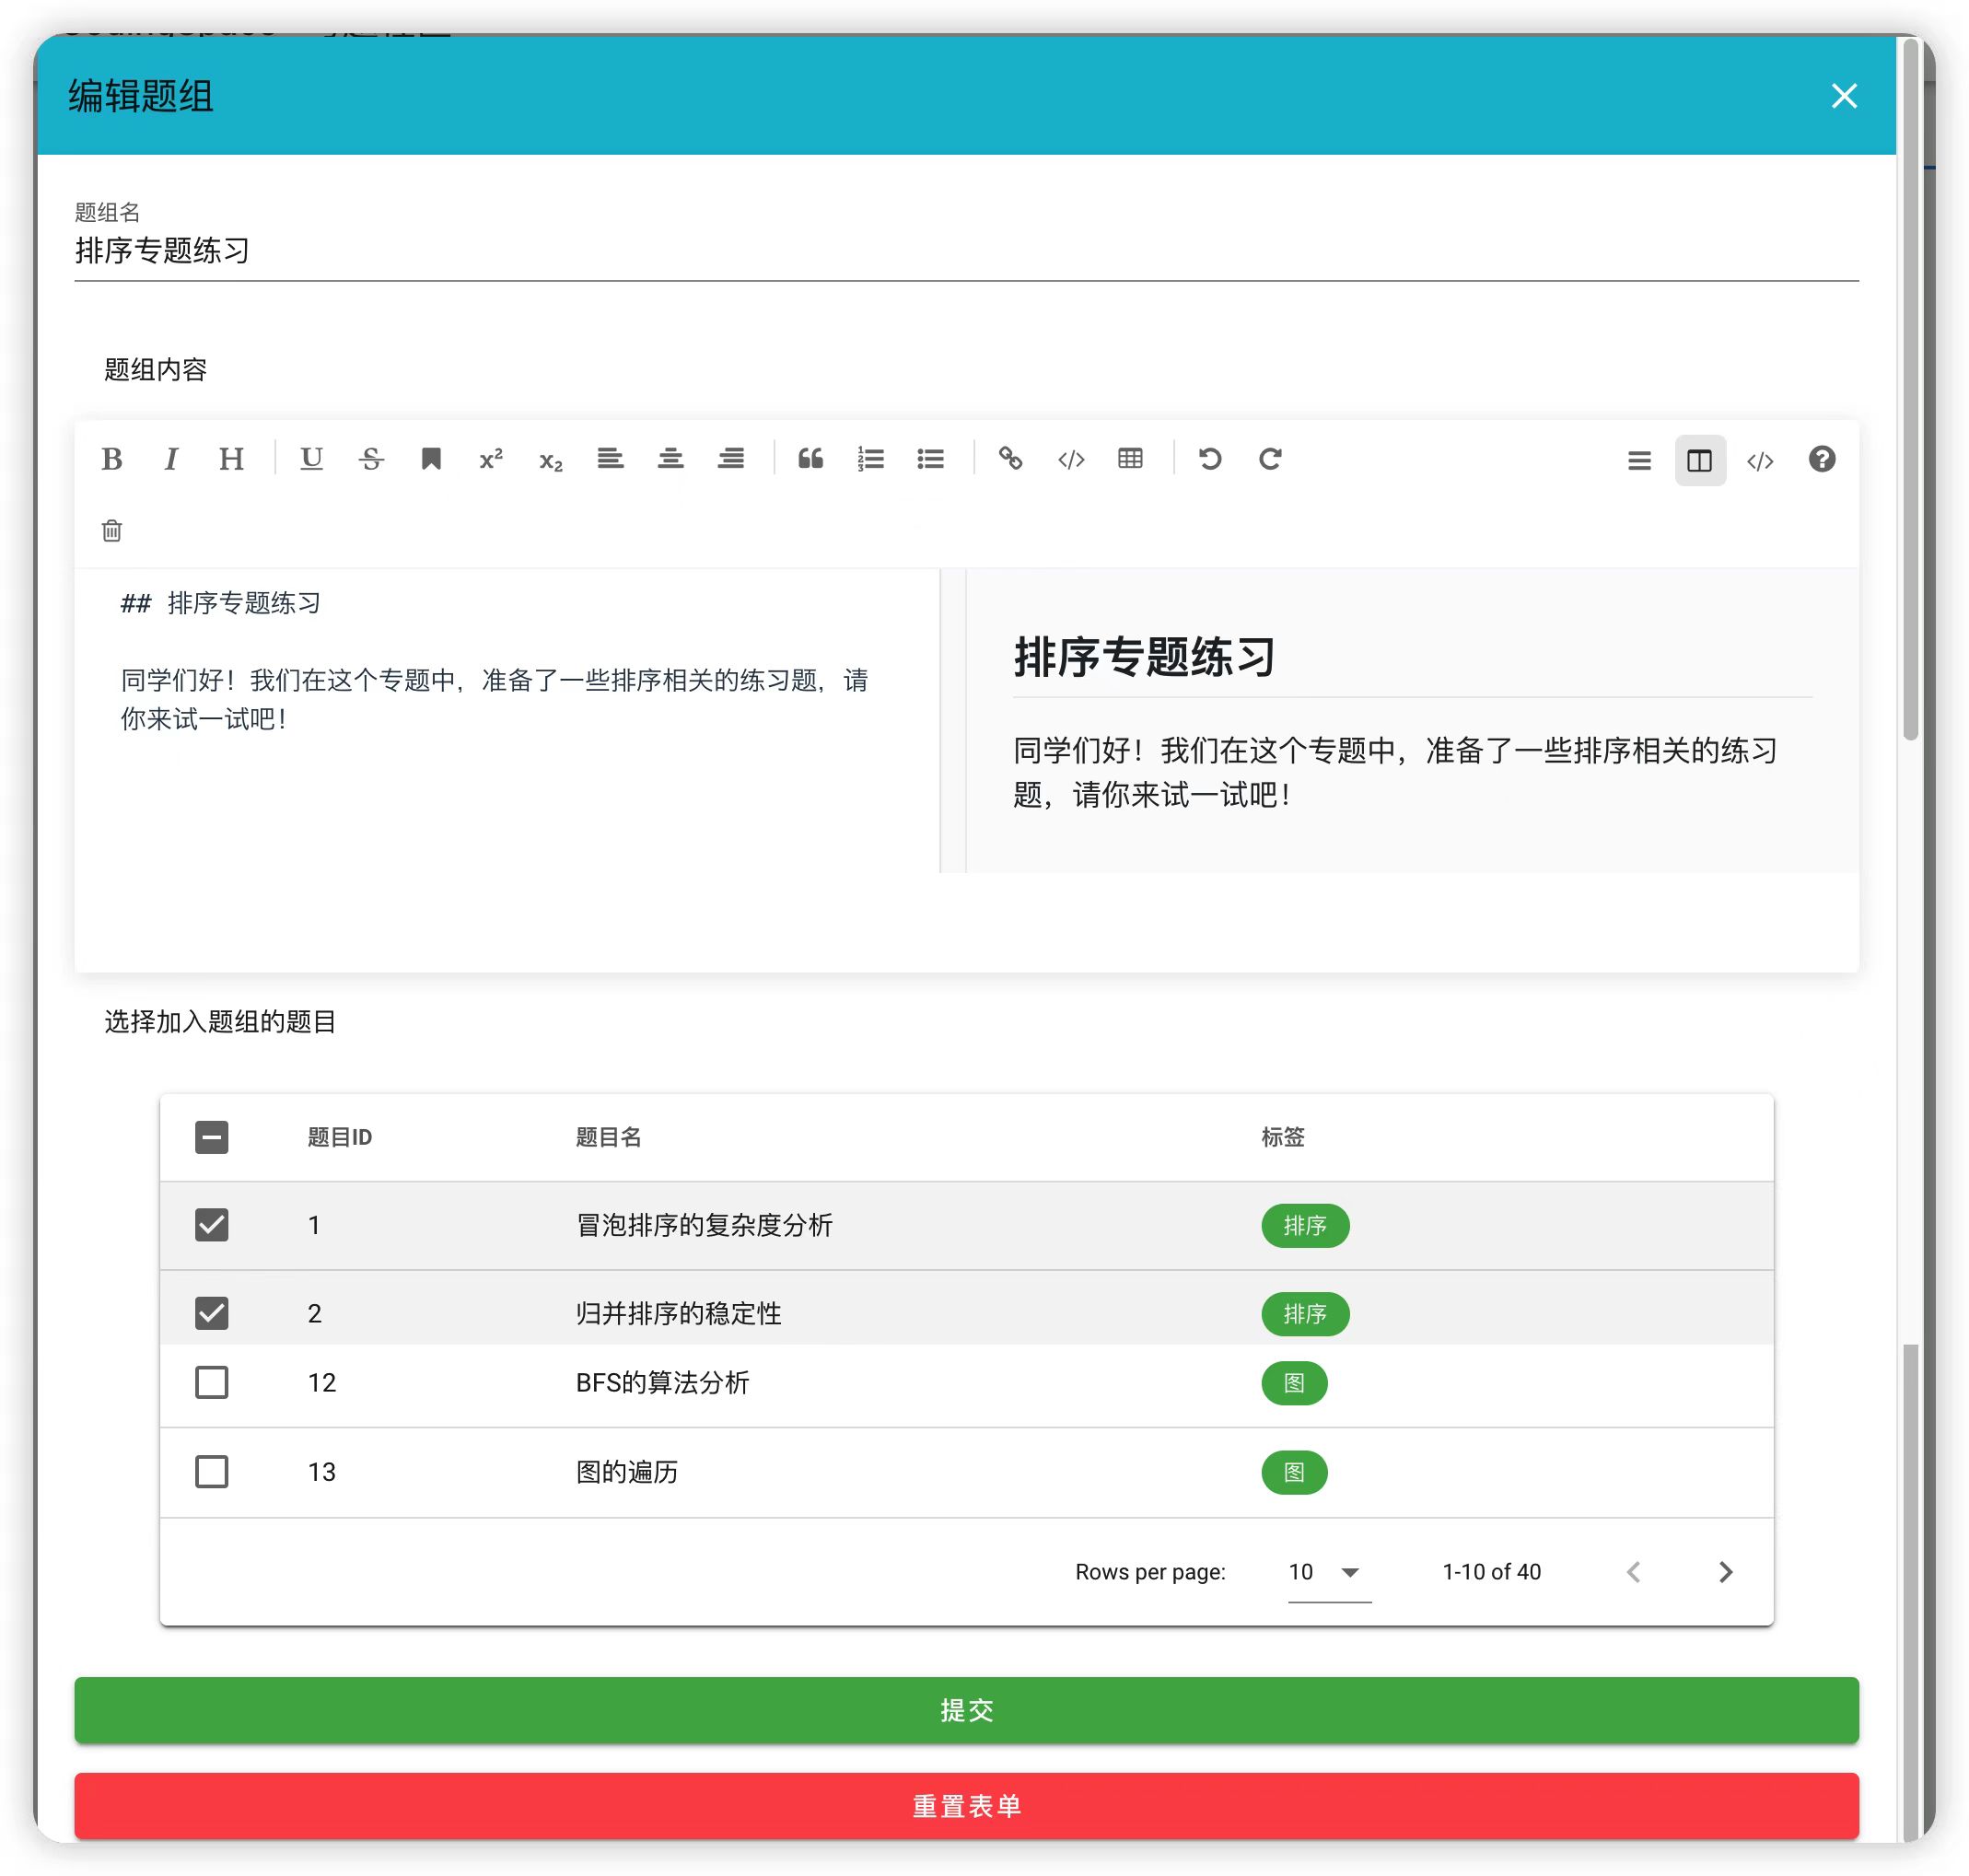 编辑题组
题组名
排序专题练习
题组内容
## 排序专题练习
同学们好！我们在这个专题中，准备了一些排序相关的练习题，请
你来试一试吧！
排序专题练习
同学们好！我们在这个专题中，准备了一些排序相关的练习
题，请你来试一试吧！
选择加入题组的题目
题目ID 题目名 标签
1 冒泡排序的复杂度分析 排序
2 归并排序的稳定性 排序
12 BFS的算法分析 图
13 图的遍历 图
Rows per page: 10 1-10 of 40
提交
重置表单